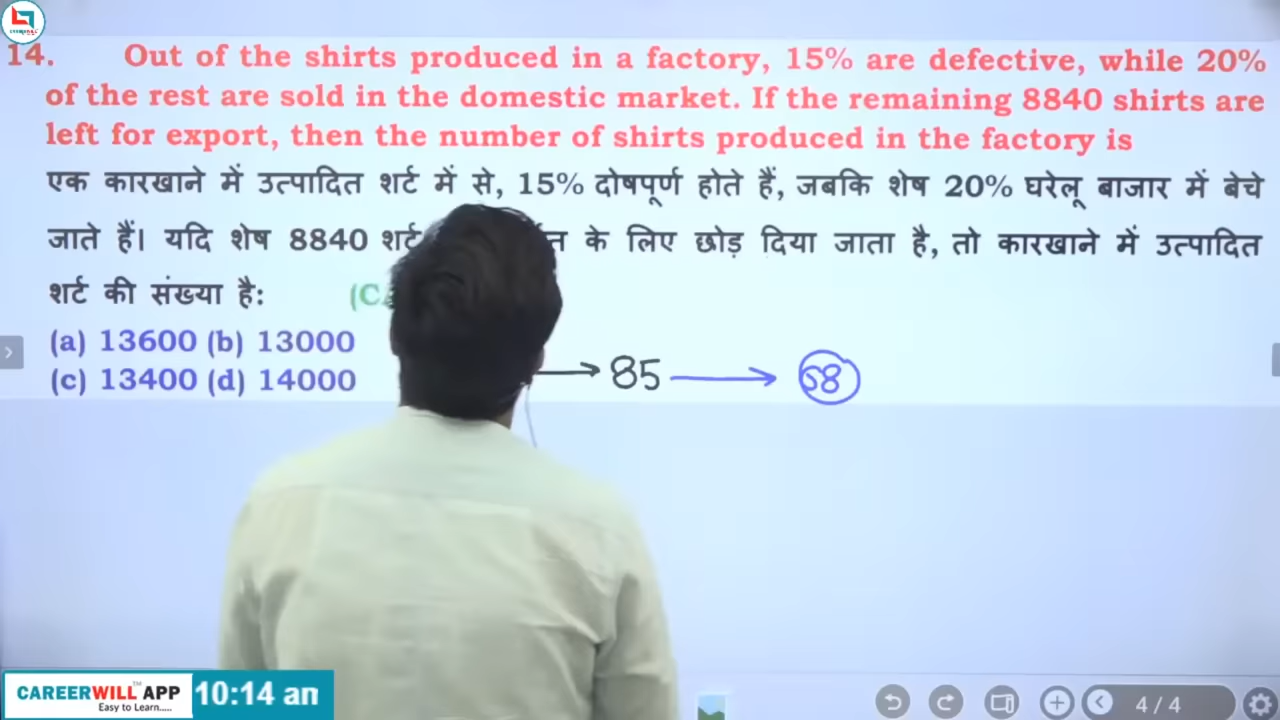 CAREERWILL
14. Out of the shirts produced in a factory, 15% are defective, while 20%
of the rest are sold in the domestic market. If the remaining 8840 shirts are
left for export, then the number of shirts produced in the factory is
एक कारखाने में उत्पादित शर्ट में से, 15% दोषपूर्ण होते हैं, जबकि शेष 20% घरेलू बाजार में बेचे
जाते हैं। यदि शेष 8840 शर्ट के लिए छोड़ दिया जाता है, तो कारखाने में उत्पादित
शर्ट की संख्या है:
(a) 13600 (b) 13000
85 68
(c) 13400 (d) 14000
CAREERWILL APP 10:14 an
Easy to Learn.....
4 / 4